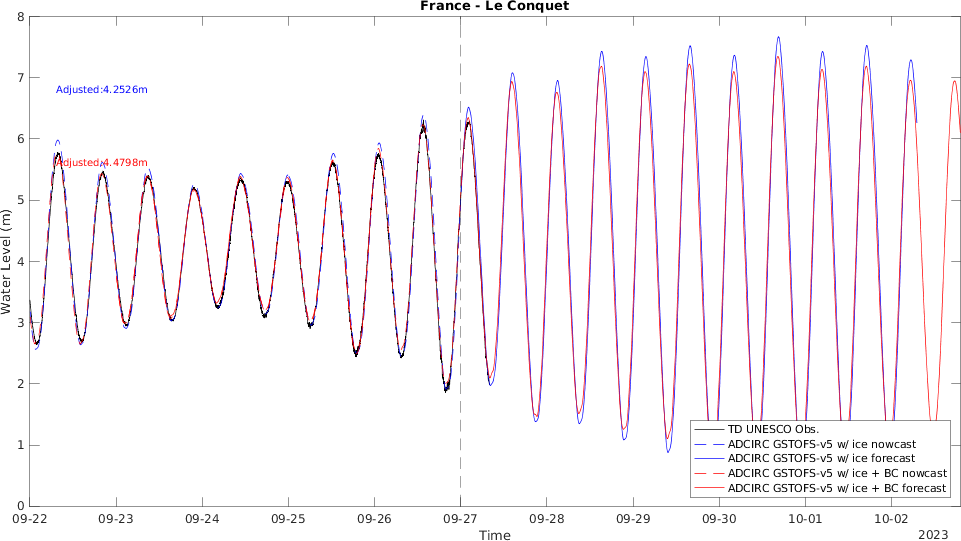 France - Le Conquet
8
7
6
5
4
3
2
1
0
Water Level (m)
Adjusted:4.2526m
Adjusted:4.4798m
TD UNESCO Obs.
ADCIRC GSTOFS-v5 w/ ice nowcast
ADCIRC GSTOFS-v5 w/ ice forecast
ADCIRC GSTOFS-v5 w/ ice + BC nowcast
ADCIRC GSTOFS-v5 w/ ice + BC forecast
09-22 09-23 09-24 09-25 09-26 09-27 09-28 09-29 09-30 10-01 10-02
Time
2023